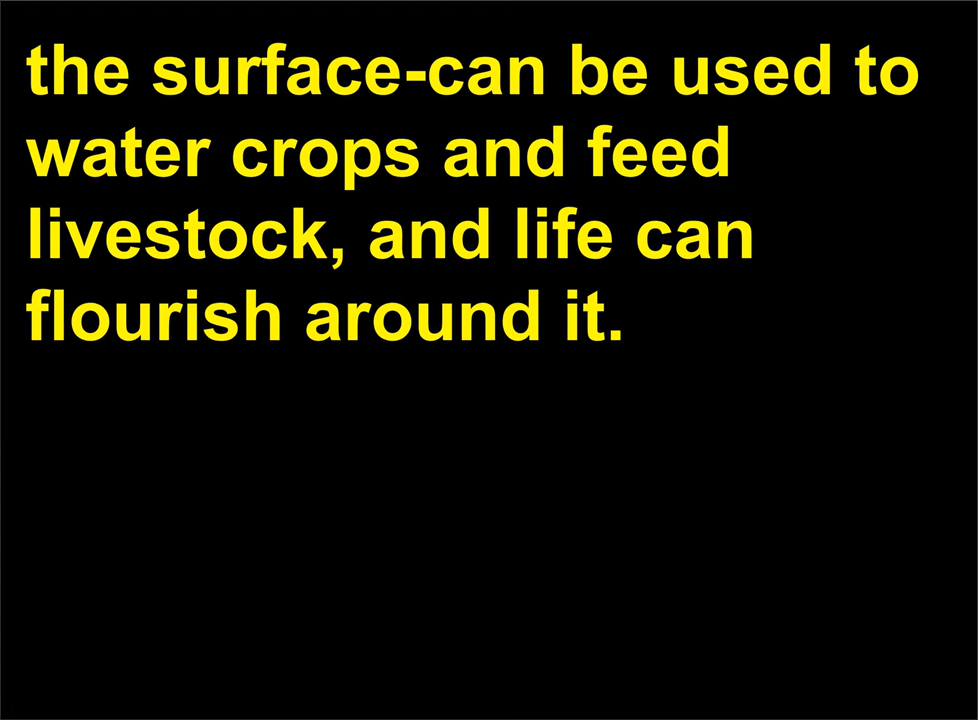 the surface-can be used to
water crops and feed
livestock, and life can
flourish around it.